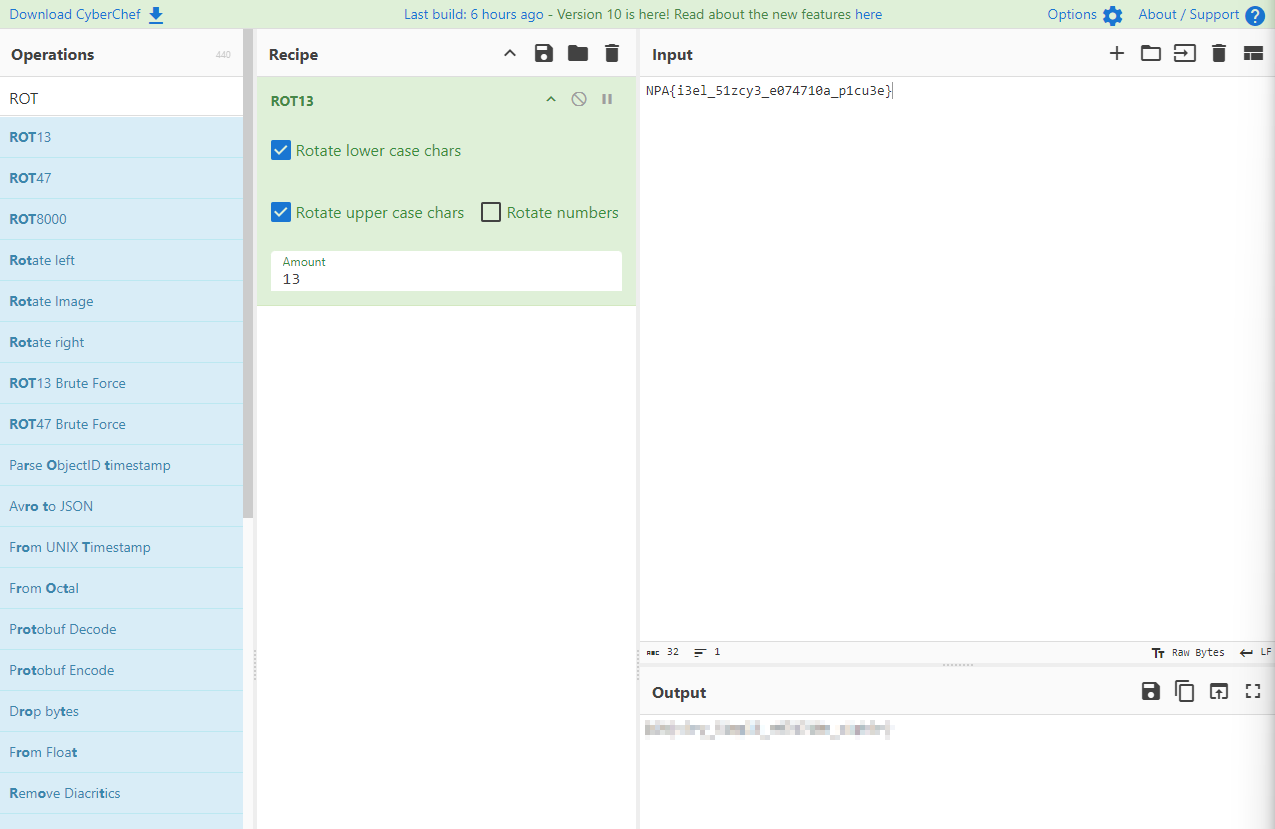 Download CyberChef
Last build: 6 hours ago - Version 10 is here! Read about the new features here
Options
About / Support
Operations
440
ROT
ROT13
ROT47
ROT8000
Rotate left
Rotate Image
Rotate right
ROT13 Brute Force
ROT47 Brute Force
Parse ObjectID timestamp
Avro to JSON
From UNIX Timestamp
From Octal
Protobuf Decode
Protobuf Encode
Drop bytes
From Float
Remove Diacritics
Recipe
ROT13
Rotate lower case chars
Rotate upper case chars
Rotate numbers
Amount
13
Input
NPA{i3el_51zcy3_e074710a_p1cu3e}
ABC 32
1
Tт Raw Bytes
LF
Output